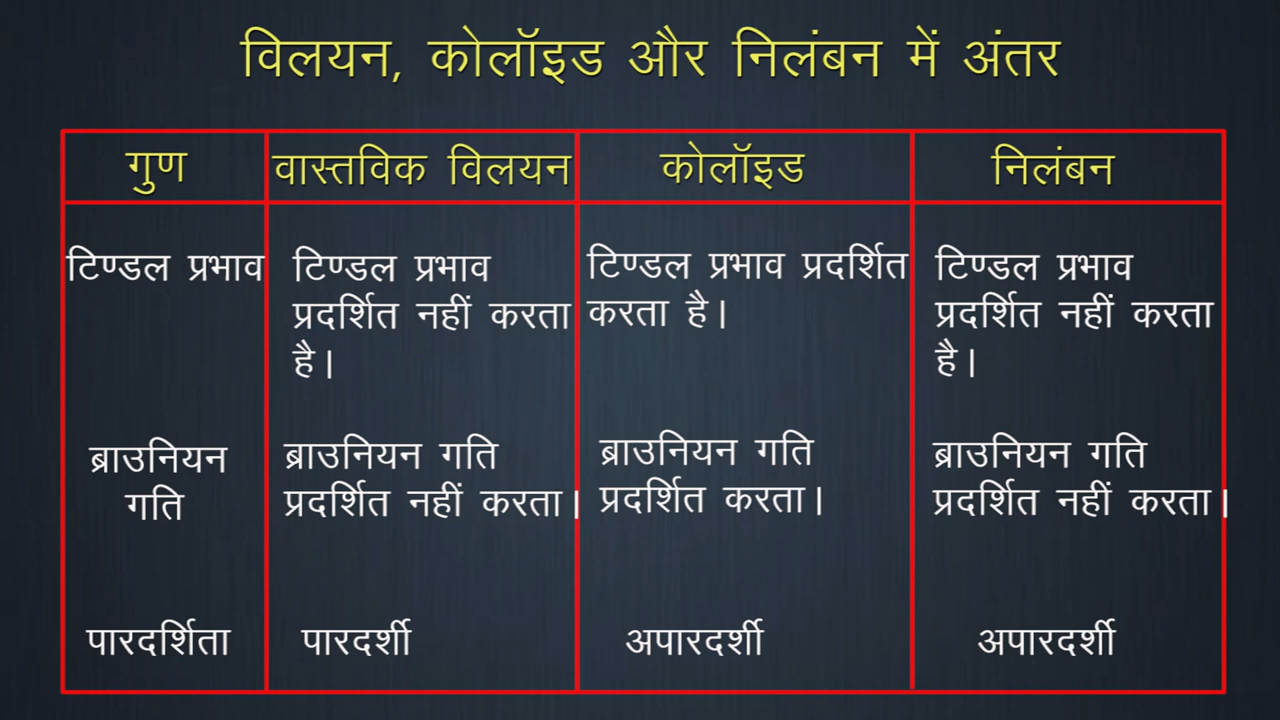 विलयन, कोलॉइड और निलंबन में अंतर
गुण
वास्तविक विलयन
कोलॉइड
निलंबन
टिण्डल प्रभाव
टिण्डल प्रभाव
प्रदर्शित नहीं करता
है।
टिण्डल प्रभाव प्रदर्शित
करता है।
टिण्डल प्रभाव
प्रदर्शित नहीं करता
है।
ब्राउनियन
गति
ब्राउनियन गति
प्रदर्शित नहीं करता।
ब्राउनियन गति
प्रदर्शित करता।
ब्राउनियन गति
प्रदर्शित नहीं करता।
पारदर्शिता
पारदर्शी
अपारदर्शी
अपारदर्शी